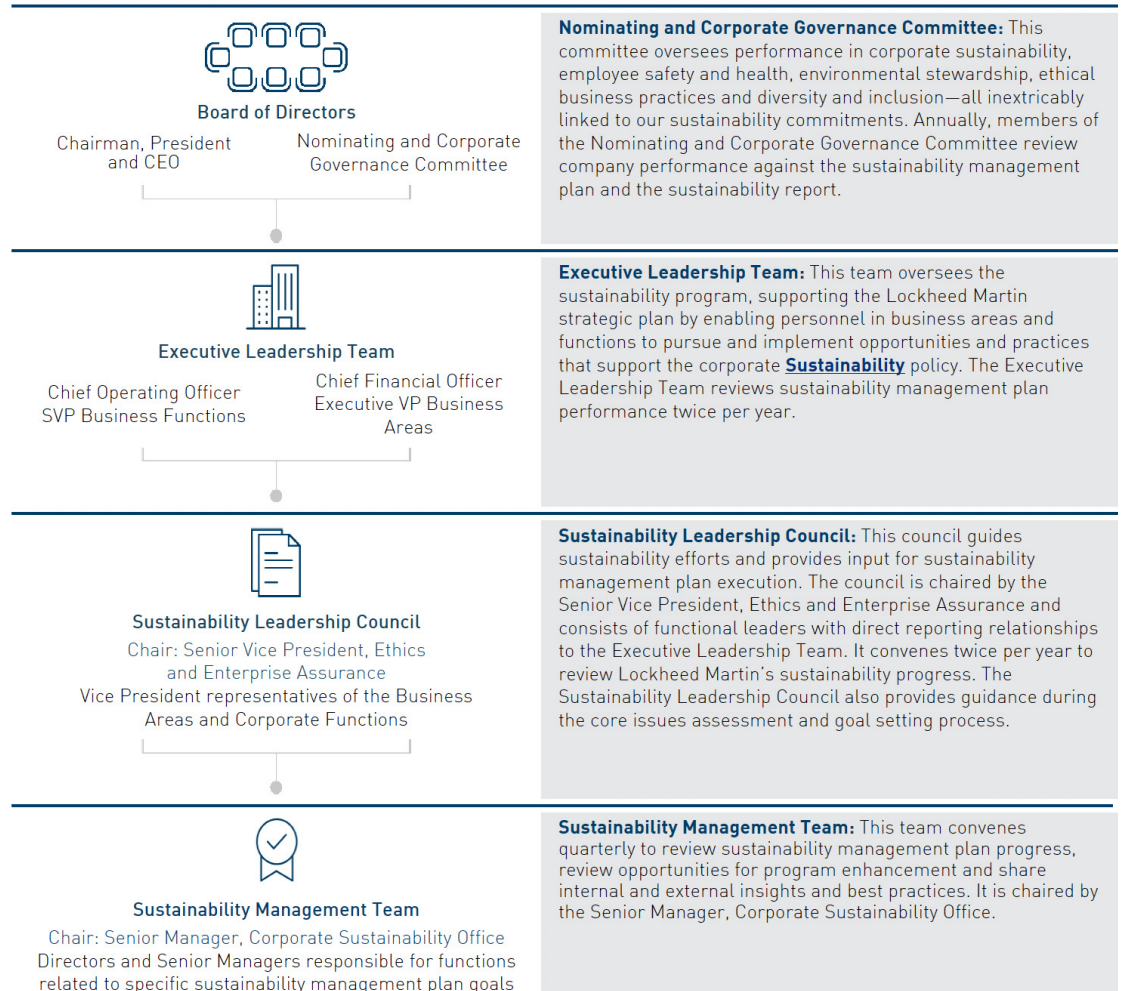 Board of Directors
Chairman, President
and CEO
Nominating and Corporate
Governance Committee
Nominating and Corporate Governance Committee: This
committee oversees performance in corporate sustainability,
employee safety and health, environmental stewardship, ethical
business practices and diversity and inclusion—all inextricably
linked to our sustainability commitments. Annually, members of
the Nominating and Corporate Governance Committee review
company performance against the sustainability management
plan and the sustainability report.
Executive Leadership Team
Chief Operating Officer
SVP Business Functions
Chief Financial Officer
Executive VP Business
Areas
Executive Leadership Team: This team oversees the
sustainability program, supporting the Lockheed Martin
strategic plan by enabling personnel in business areas and
functions to pursue and implement opportunities and practices
that support the corporate Sustainability policy. The Executive
Leadership Team reviews sustainability management plan
performance twice per year.
Sustainability Leadership Council
Chair: Senior Vice President, Ethics
and Enterprise Assurance
Vice President representatives of the Business
Areas and Corporate Functions
Sustainability Leadership Council: This council guides
sustainability efforts and provides input for sustainability
management plan execution. The council is chaired by the
Senior Vice President, Ethics and Enterprise Assurance and
consists of functional leaders with direct reporting relationships
to the Executive Leadership Team. It convenes twice per year to
review Lockheed Martin's sustainability progress. The
Sustainability Leadership Council also provides guidance during
the core issues assessment and goal setting process.
Sustainability Management Team
Chair: Senior Manager, Corporate Sustainability Office
Directors and Senior Managers responsible for functions
related to specific sustainability management plan goals
Sustainability Management Team: This team convenes
quarterly to review sustainability management plan progress,
review opportunities for program enhancement and share
internal and external insights and best practices. It is chaired by
the Senior Manager, Corporate Sustainability Office.